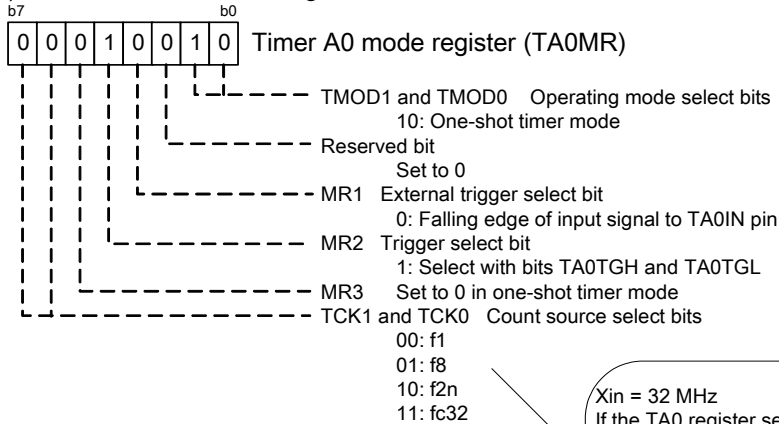 b7 b0
0 0 0 1 0 0 1 0 Timer A0 mode register (TA0MR)
TMOD1 and TMOD0 Operating mode select bits
10: One-shot timer mode
Reserved bit
Set to 0
MR1 External trigger select bit
0: Falling edge of input signal to TA0IN pin
MR2 Trigger select bit
1: Select with bits TA0TGH and TA0TGL
MR3 Set to 0 in one-shot timer mode
TCK1 and TCK0 Count source select bits
00: f1
01: f8
10: f2n
11: fc32
Xin = 32 MHz
If the TA0 register se